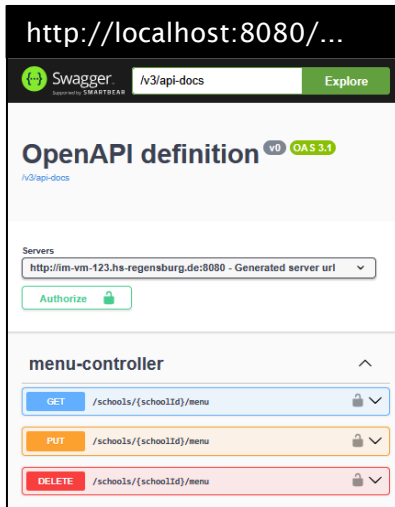 http://localhost:8080/...
Swagger.
Supported by SMARTBEAR
/v3/api-docs
Explore
OpenAPI definition v0 OAS 3.1
/v3/api-docs
Servers
http://im-vm-123.hs-regensburg.de:8080 - Generated server url
Authorize
menu-controller
GET /schools/{schoolId}/menu
PUT /schools/{schoolId}/menu
DELETE /schools/{schoolId}/menu